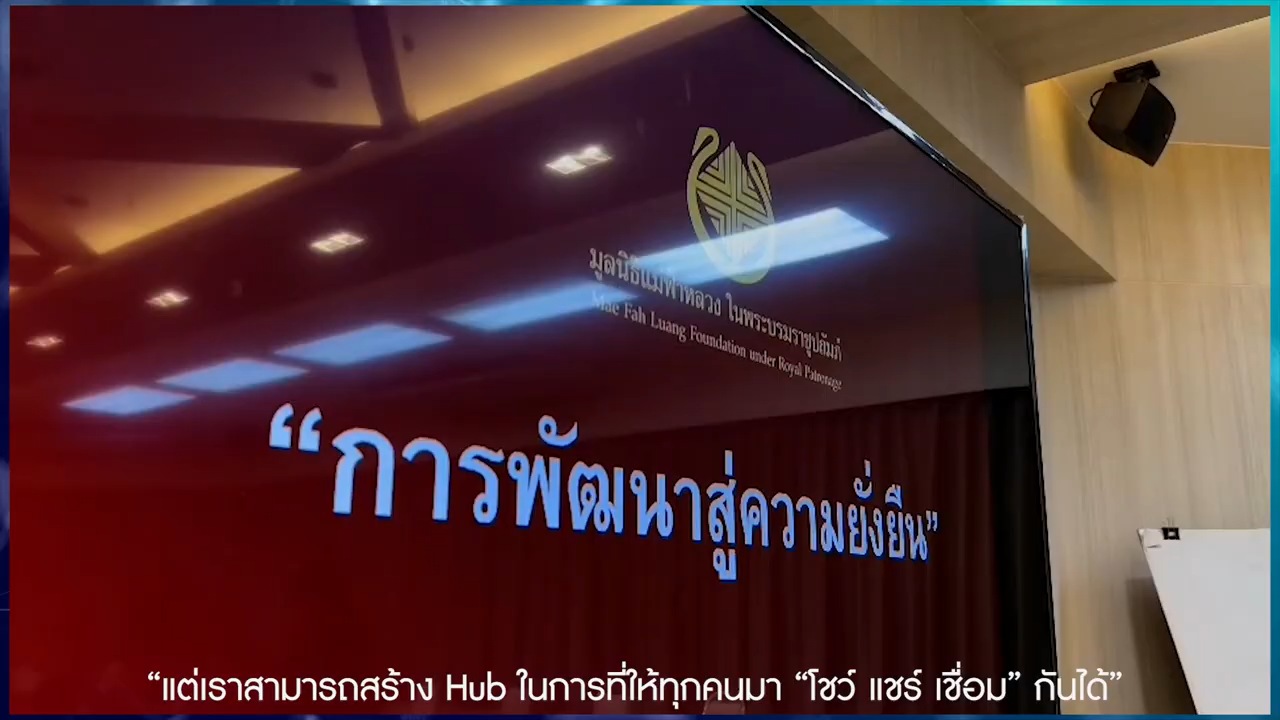 มูลนิธิแม่ฟ้าหลวง ในพระบรมราชูปถัมภ์
Mae Fah Luang Foundation under Royal Patronage
“การพัฒนาสู่ความยั่งยืน”
“แต่เราสามารถสร้าง Hub ในการที่ให้ทุกคนมา “โชว์ แชร์ เชื่อม” กันได้”